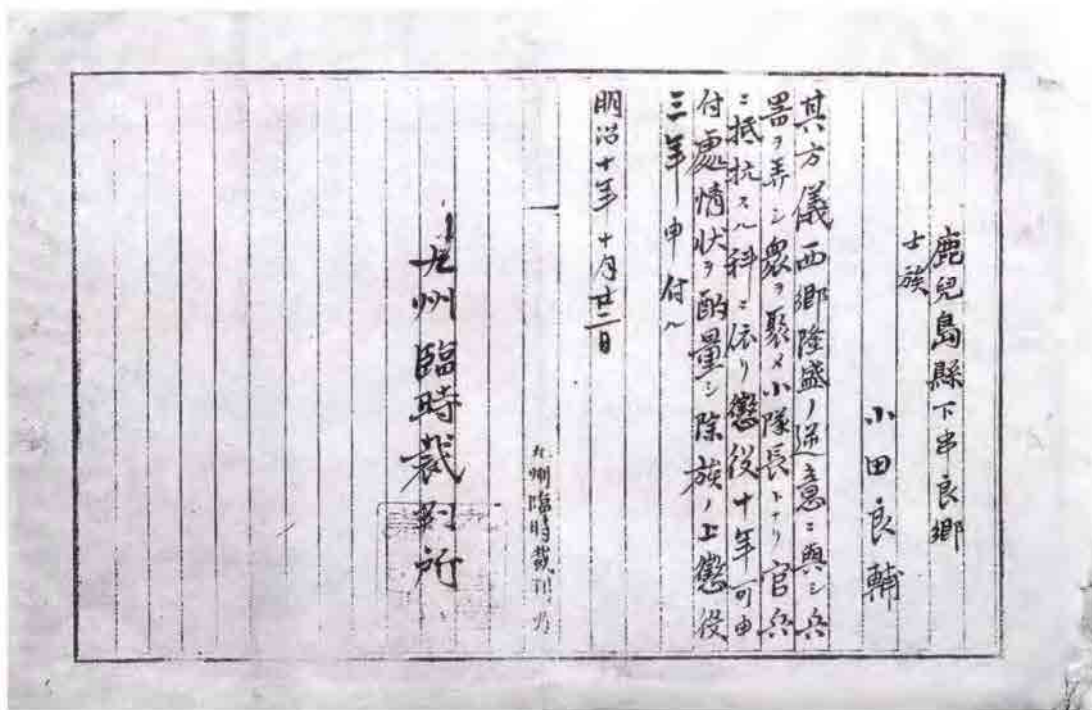 鹿兒島縣下串良郷
士族
小田良輔
其方儀西郷隆盛ノ逆意ニ與シ兵
器ヲ弄シ衆ヲ聚メ小隊長トナリ官兵
ニ抵抗スル科ニ依リ懲役十年可申
付處情状ヲ酌量シ除族ノ上懲役
三年申付ル
明治十年十月廿二日
九州臨時裁判所
九州臨時裁判所